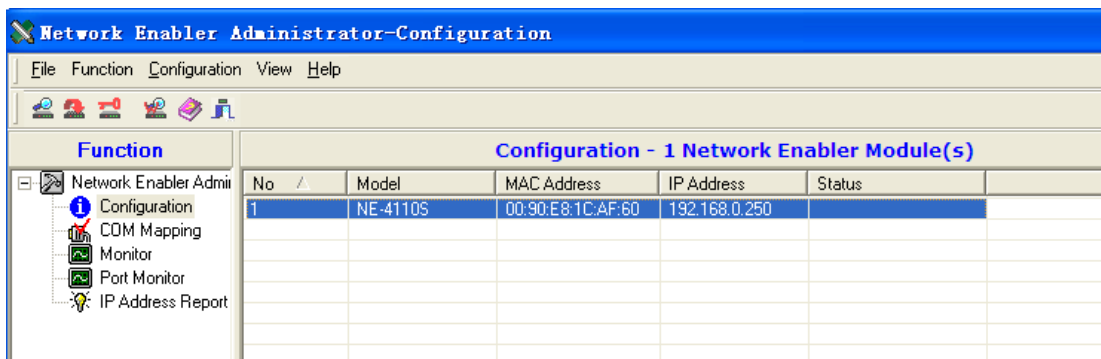 Network Enabler Administrator-Configuration
File Function Configuration View Help
Function
Configuration - 1 Network Enabler Module(s)
Network Enabler Admii
Configuration
COM Mapping
Monitor
Port Monitor
IP Address Report
No Model MAC Address IP Address Status
1 NE-4110S 00:90:E8:1C:AF:60 192.168.0.250